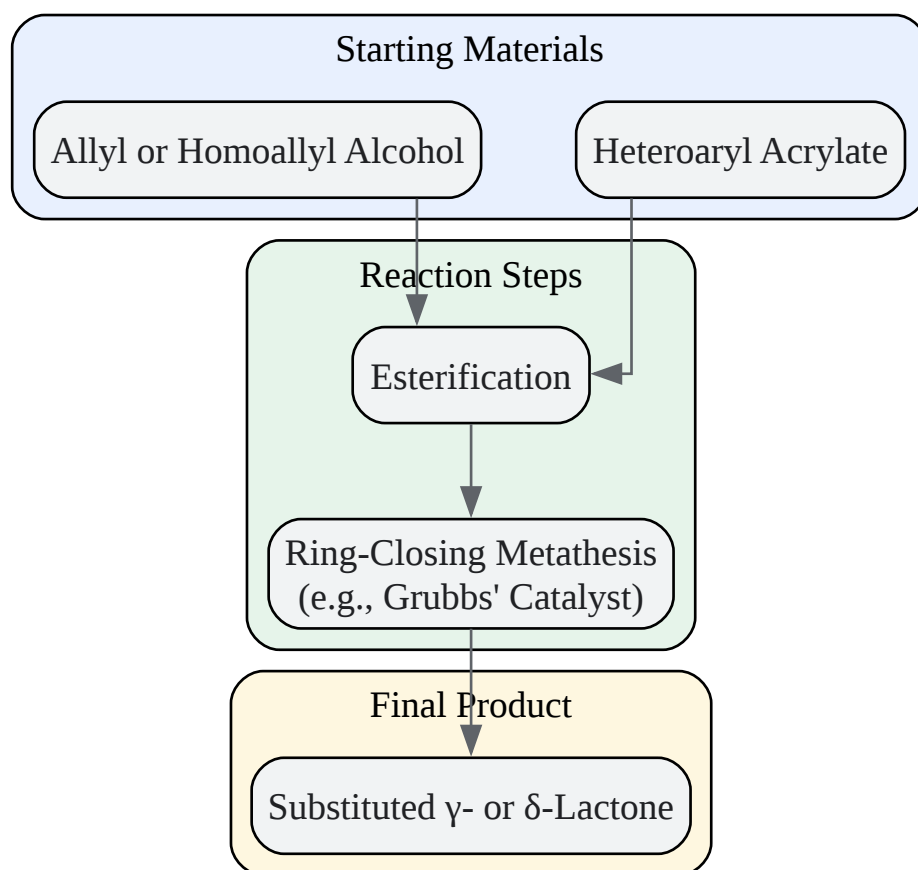 Starting Materials
Allyl or Homoallyl Alcohol
Heteroaryl Acrylate
Reaction Steps
Esterification
Ring-Closing Metathesis
(e.g., Grubbs' Catalyst)
Final Product
Substituted γ- or δ-Lactone